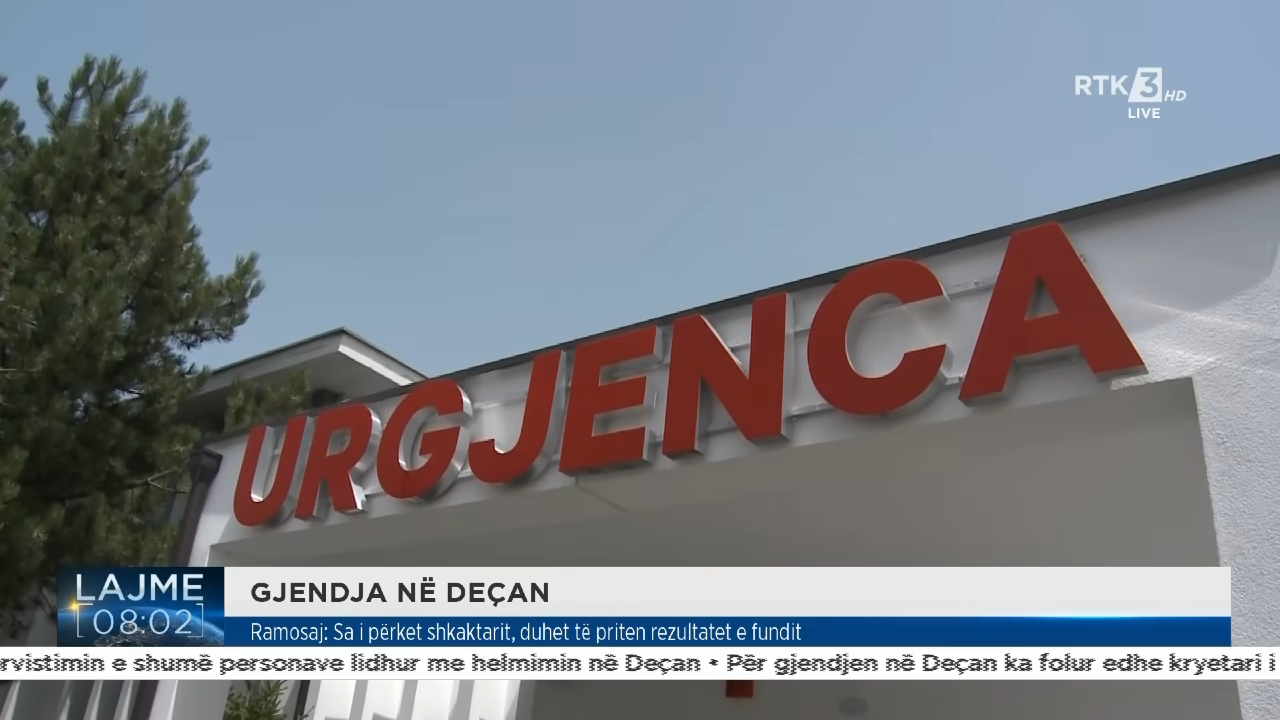 RTK 3 HD
LIVE
URGJENCA
LAJME
08:02
GJENDJA NË DEÇAN
Ramosaj: Sa i përket shkaktarit, duhet të priten rezultatet e fundit
rvistimin e shumë personave lidhur me helmimin në Deçan • Për gjendjen në Deçan ka folur edhe kryetari i